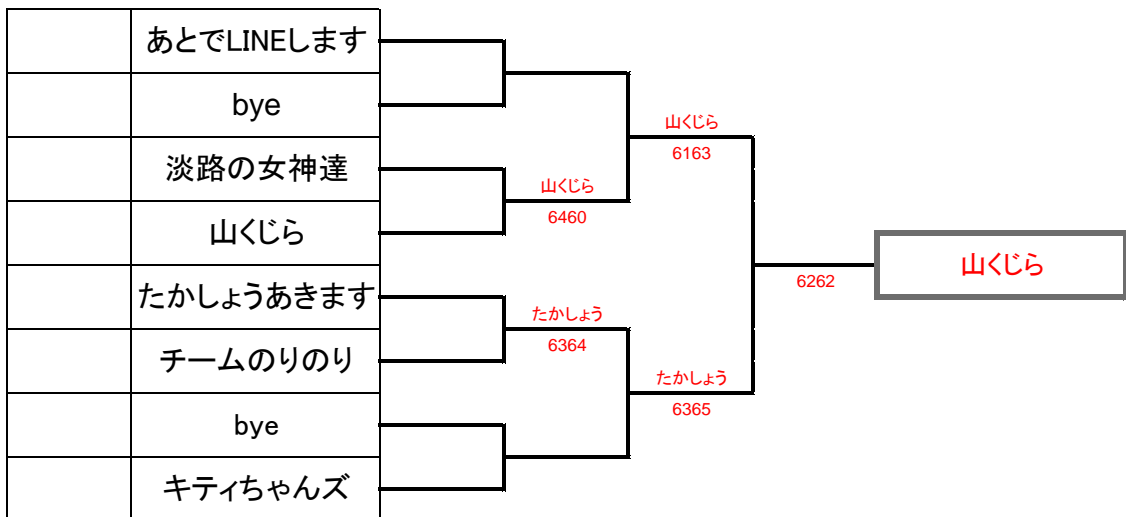 あとでLINEします
bye
淡路の女神達
山くじら
たかしょうあきます
チームのりのり
bye
キティちゃんズ
山くじら
6460
たかしょう
6364
山くじら
6163
たかしょう
6365
6262
山くじら